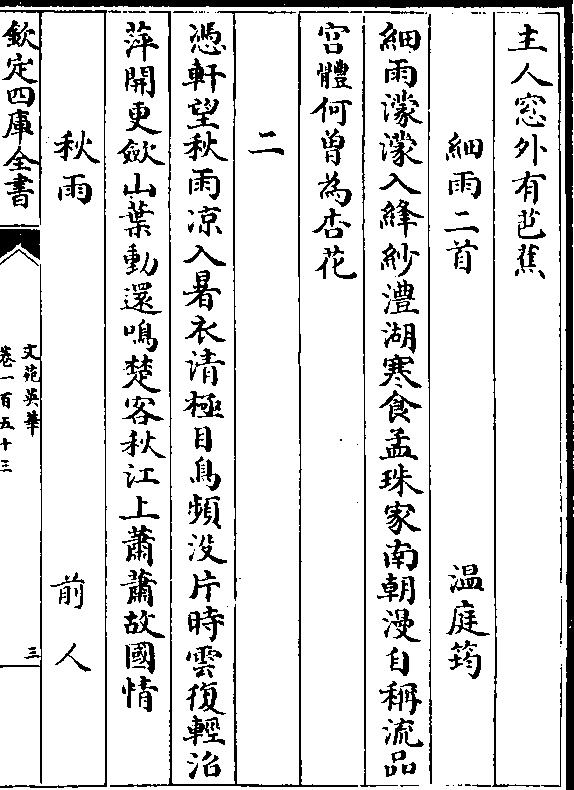 主人窓外有芭蕉
細雨二首 温庭筠
細雨濛濛入絳紗澧湖寒食孟珠家南朝漫自稱流品
宫體何曽為杏花
二
憑軒望秋雨凉入暑衣清極目鳥頻没片時雲復輕沿
萍開更斂山葉動還鳴楚客秋江上蕭蕭故國情
秋雨 前人
欽定四庫全書
文苑英華
卷一百五十三
三